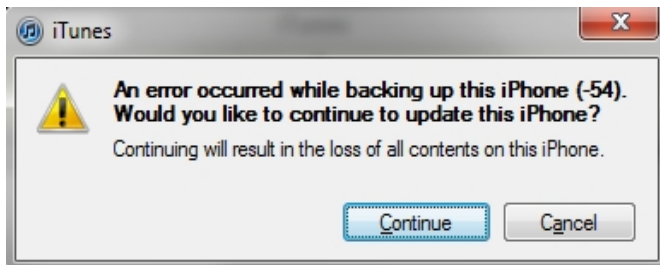 iTunes
An error occurred while backing up this iPhone (-54).
Would you like to continue to update this iPhone?
Continuing will result in the loss of all contents on this iPhone.
Continue Cancel